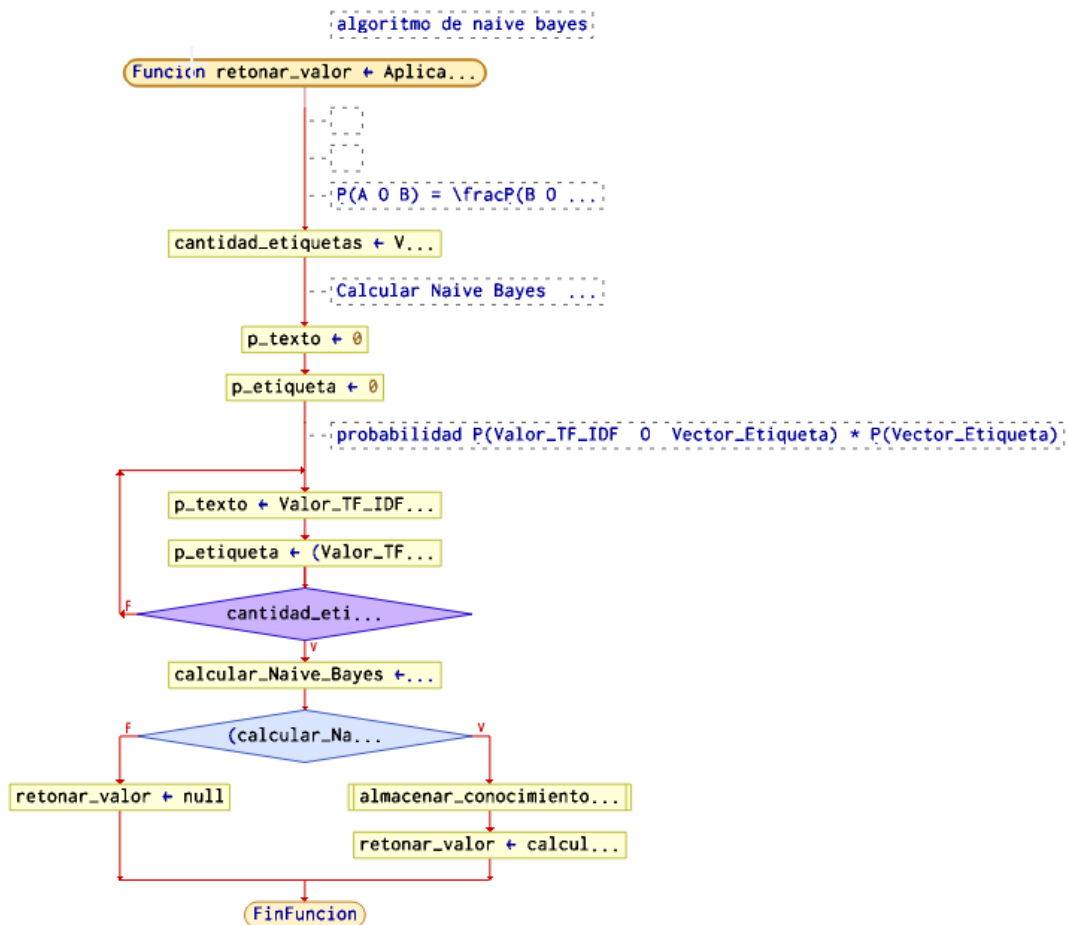 algoritmo de naive bayes
Función retonar_valor ← Aplica...
P(A O B) = \fracP(B O ...
cantidad_etiquetas ← V...
Calcular Naive Bayes ...
p_texto ← 0
p_etiqueta ← 0
probabilidad P(Valor_TF_IDF O Vector_Etiqueta) * P(Vector_Etiqueta)
p_texto ← Valor_TF_IDF...
p_etiqueta ← (Valor_TF...
F
cantidad_eti...
V
calcular_Naive_Bayes ←...
F
(calcular_Na...
V
retonar_valor ← null
almacenar_conocimiento...
retonar_valor ← calcul...
FinFuncion